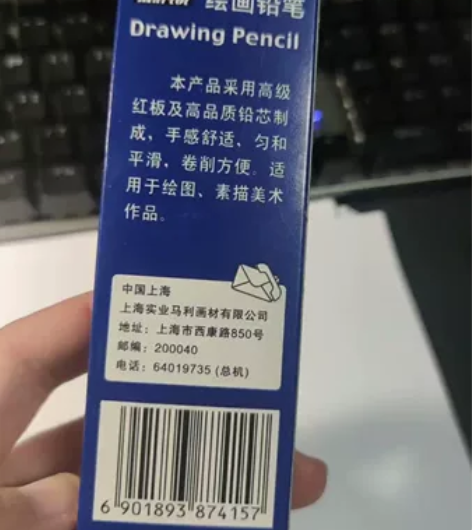 绘画铅笔
Drawing Pencil
本产品采用高级
红板及高品质铅芯制
成，手感舒适、匀和
平滑、卷削方便。适
用于绘图、素描美术
作品。
中国上海
上海实业马利画材有限公司
地址：上海市西康路850号
邮编：200040
电话：64019735 (总机)
6 901893 874157